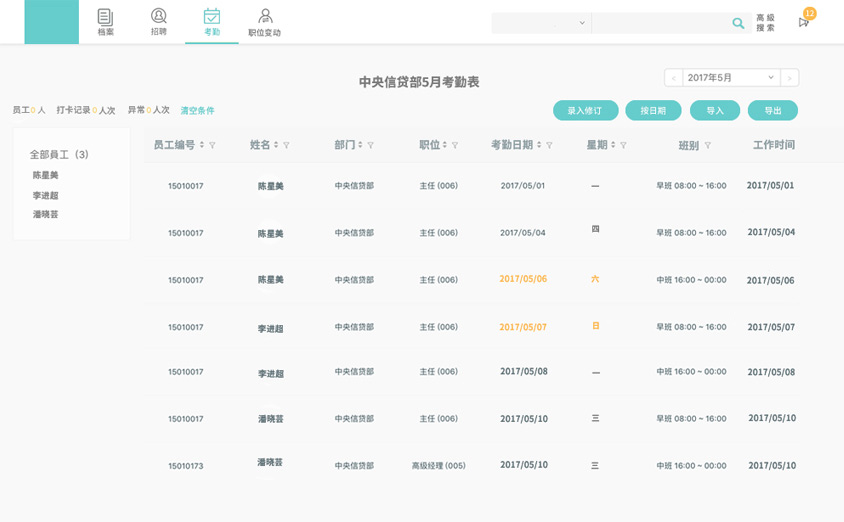 档案 招聘 考勤 职位变动 高 级 12
搜 索
中央信贷部5月考勤表
< 2017年5月 >
员工0 人 打卡记录0人次 异常0人次 清空条件 录入修订 按日期 导入 导出
全部員工（3）
陈星美
李进超
潘晓芸
员工编号 姓名 部门 职位 考勤日期 星期 班别 工作时间
15010017 陈星美 中央信贷部 主任 (006) 2017/05/01 一 早班 08:00 ~ 16:00 2017/05/01
15010017 陈星美 中央信贷部 主任 (006) 2017/05/04 四 早班 08:00 ~ 16:00 2017/05/04
15010017 陈星美 中央信贷部 主任 (006) 2017/05/06 六 中班 16:00 ~ 00:00 2017/05/06
15010017 李进超 中央信贷部 主任 (006) 2017/05/07 日 早班 08:00 ~ 16:00 2017/05/07
15010017 李进超 中央信贷部 主任 (006) 2017/05/08 一 中班 16:00 ~ 00:00 2017/05/08
15010017 潘晓芸 中央信贷部 主任 (006) 2017/05/10 三 早班 08:00 ~ 16:00 2017/05/10
15010173 潘晓芸 中央信贷部 高级经理 (005) 2017/05/10 三 中班 16:00 ~ 00:00 2017/05/10